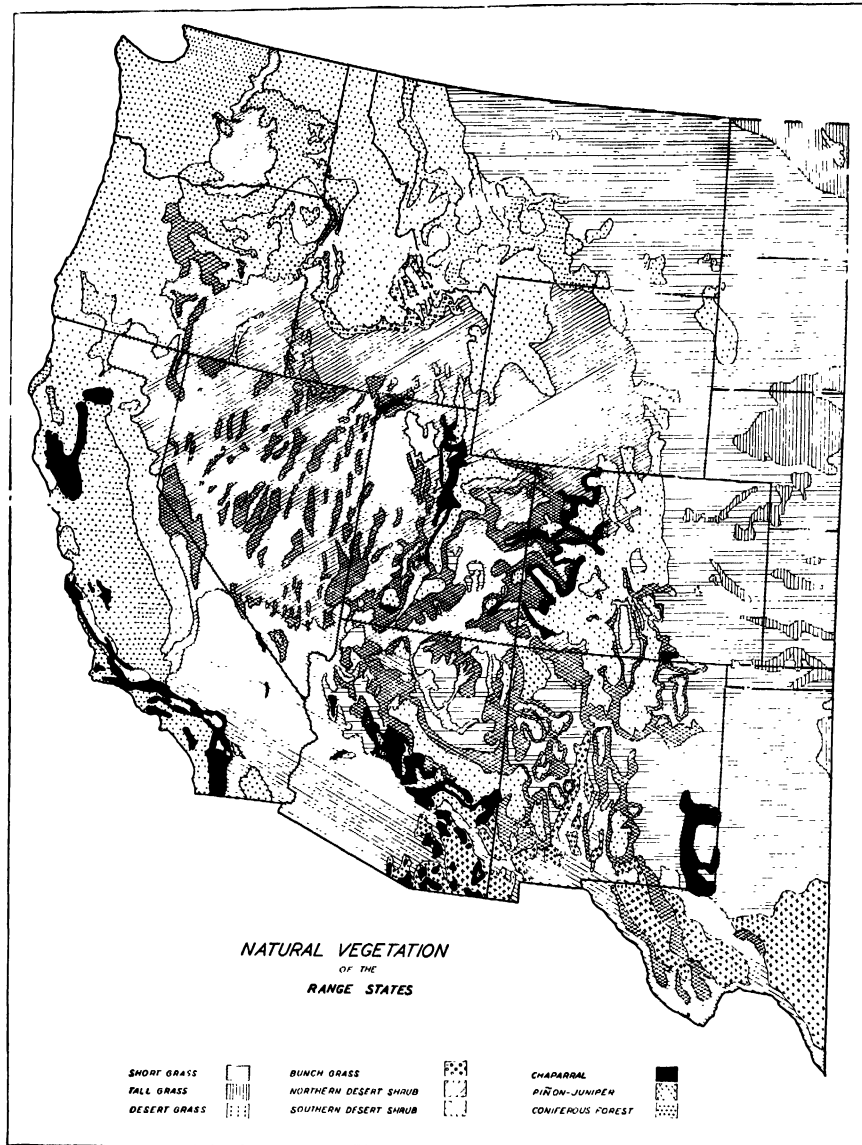 NATURAL VEGETATION
OF THE
RANGE STATES
SHORT GRASS
TALL GRASS
DESERT GRASS
BUNCH GRASS
NORTHERN DESERT SHRUB
SOUTHERN DESERT SHRUB
CHAPARRAL
PIÑON-JUNIPER
CONIFEROUS FOREST